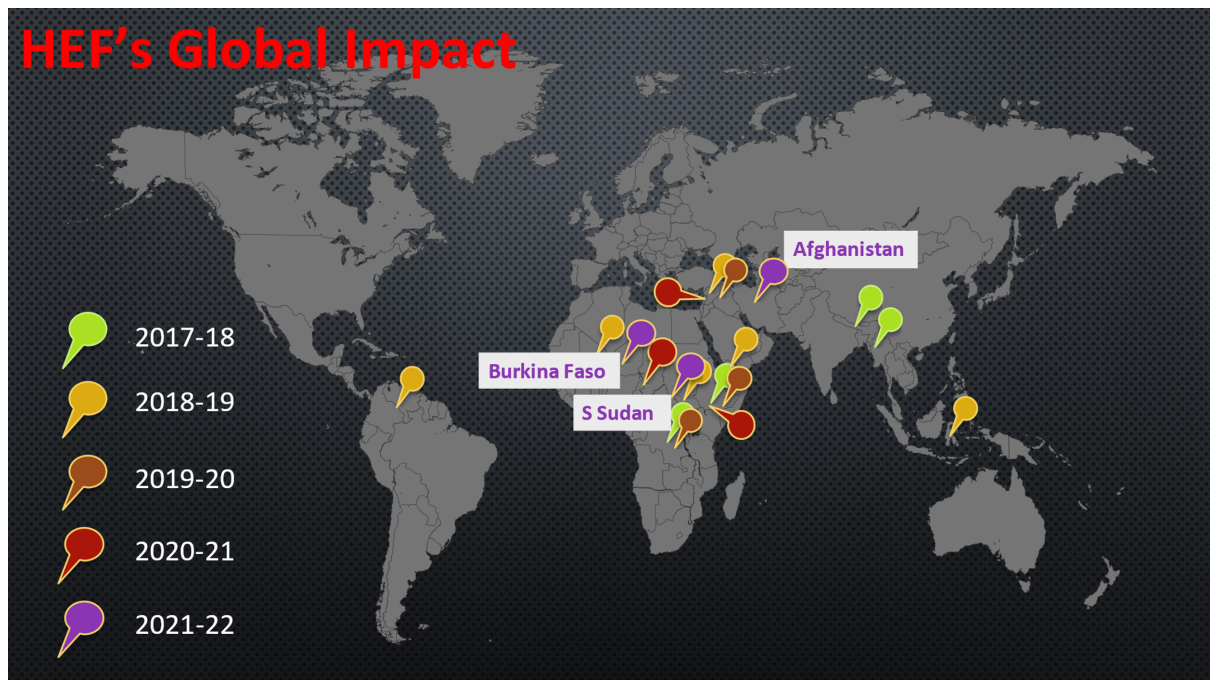 HEF’s Global Impact
Afghanistan
2017-18
Burkina Faso
2018-19
S Sudan
2019-20
2020-21
2021-22